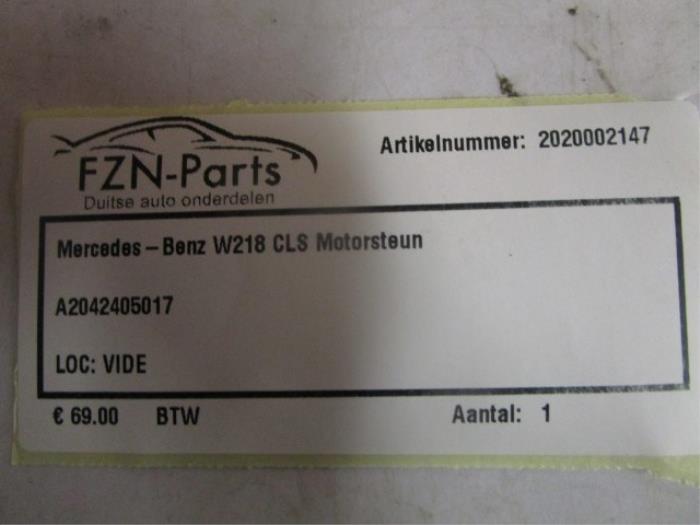 FZN-Parts
Duitse auto onderdelen
Artikelnummer: 2020002147
Mercedes-Benz W218 CLS Motorsteun
A2042405017
LOC: VIDE
€ 69.00 BTW Aantal: 1